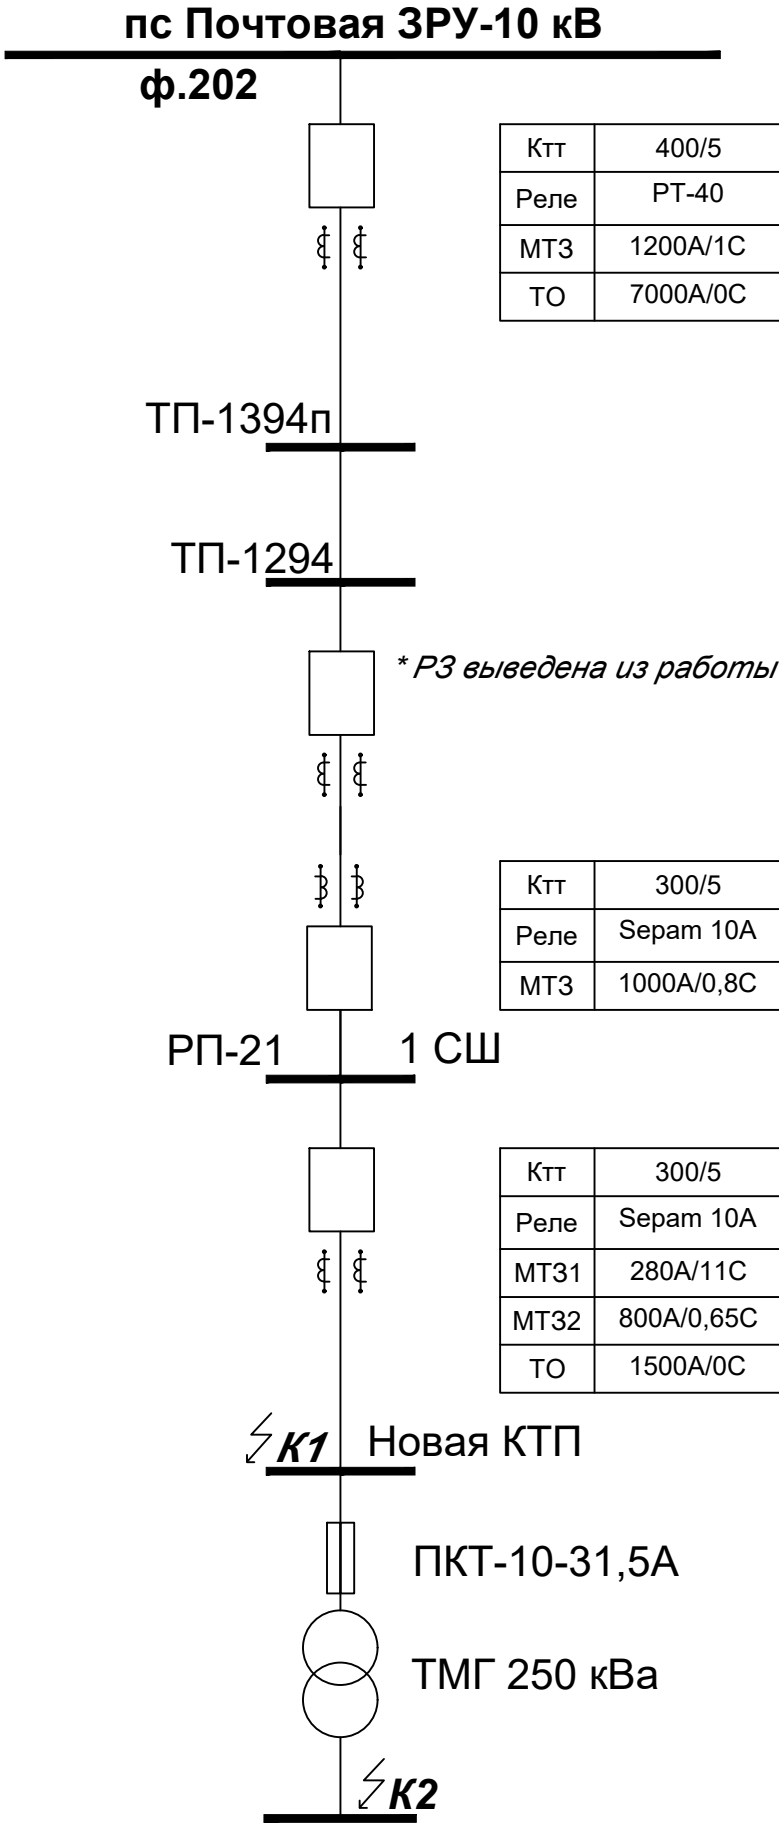 пс Почтовая ЗРУ-10 кВ
ф.202
Ктт 400/5
Реле РТ-40
МТЗ 1200А/1С
ТО 7000А/0С
ТП-1394п
ТП-1294
* РЗ выведена из работы
Ктт 300/5
Реле Sepam 10А
МТЗ 1000А/0,8С
РП-21 1 СШ
Ктт 300/5
Реле Sepam 10А
МТЗ1 280А/11С
МТЗ2 800А/0,65С
ТО 1500А/0С
К1 Новая КТП
ПКТ-10-31,5А
ТМГ 250 кВа
К2